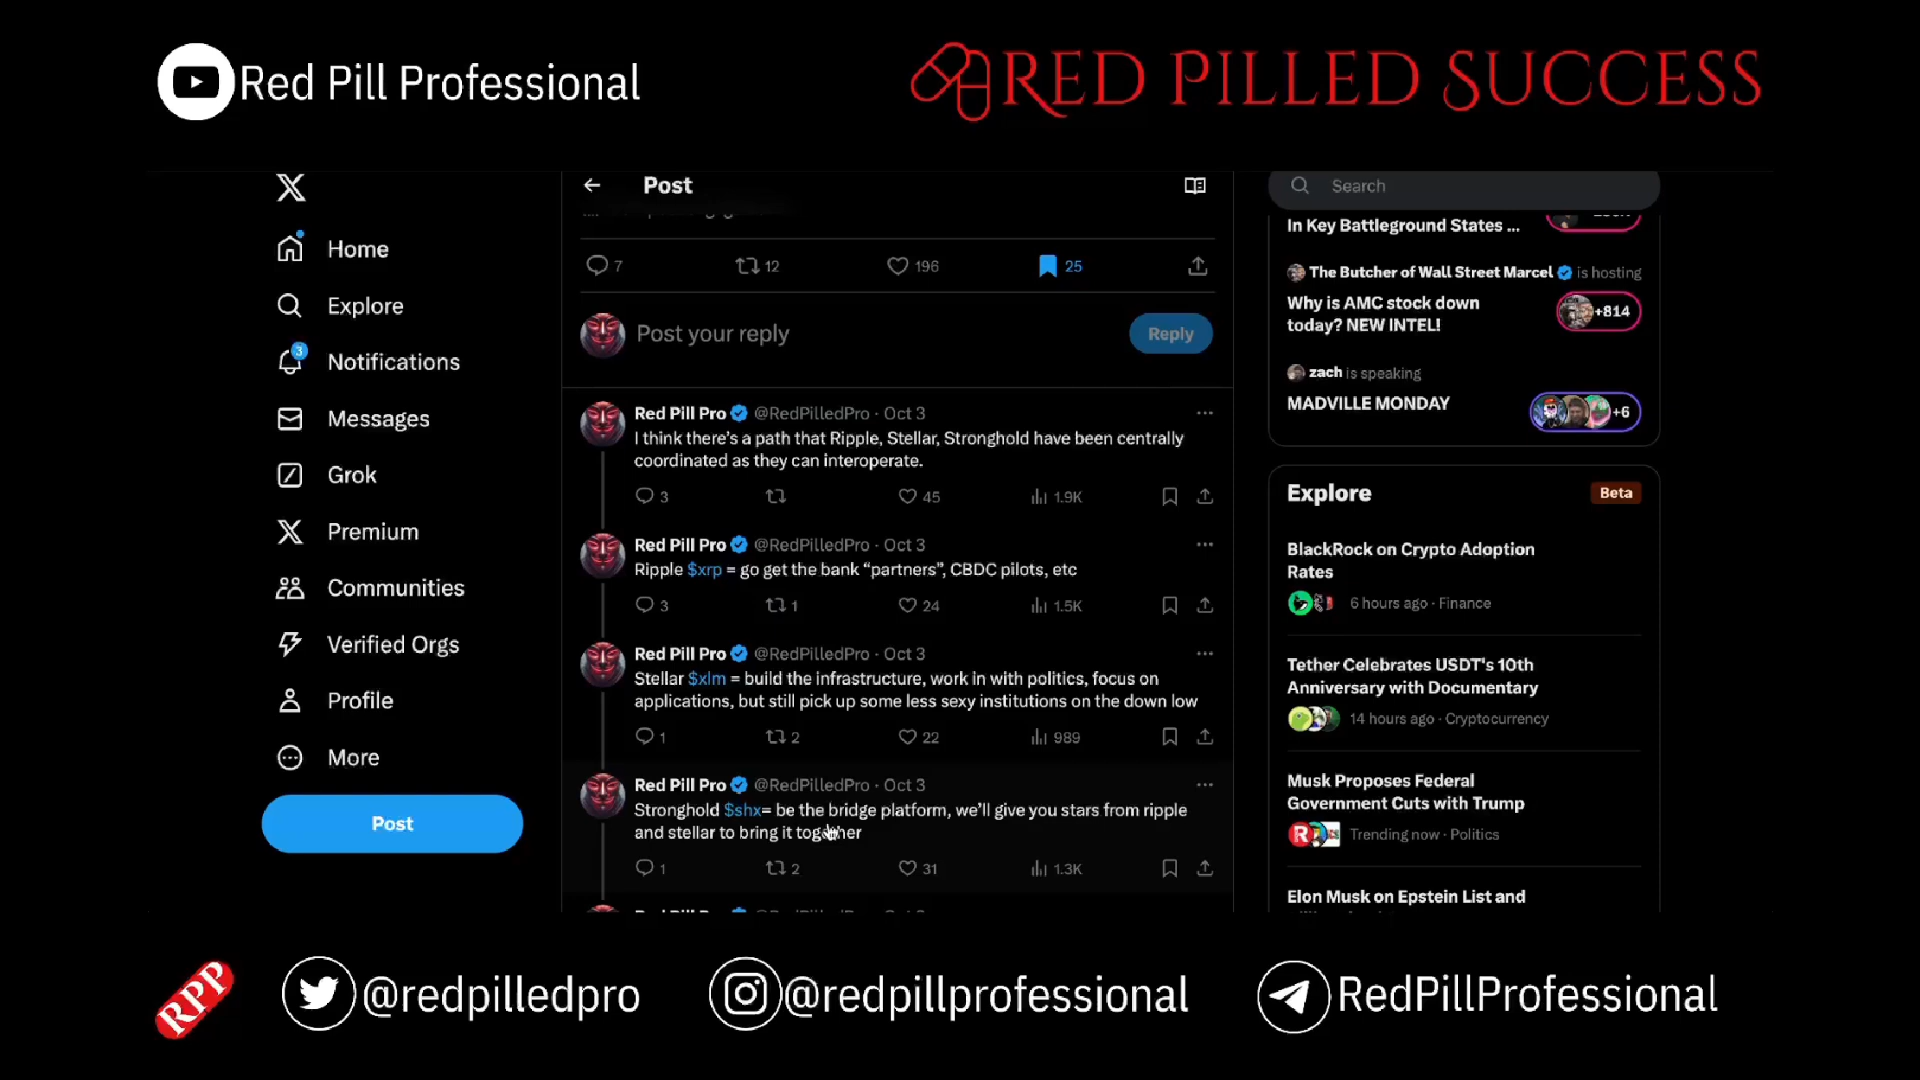 Red Pill Professional
RED PILLED SUCCESS
X
Home
Explore
3
Notifications
Messages
Grok
Premium
Communities
Verified Orgs
Profile
More
Post
Post
7
12
196
25
Post your reply
Reply
Red Pill Pro @RedPilledPro · Oct 3
I think there's a path that Ripple, Stellar, Stronghold have been centrally
coordinated as they can interoperate.
3
45
1.9K
Red Pill Pro @RedPilledPro · Oct 3
Ripple $xrp = go get the bank “partners”, CBDC pilots, etc
3
1
24
1.5K
Red Pill Pro @RedPilledPro · Oct 3
Stellar $xlm = build the infrastructure, work in with politics, focus on
applications, but still pick up some less sexy institutions on the down low
1
2
22
989
Red Pill Pro @RedPilledPro · Oct 3
Stronghold $shx= be the bridge platform, we'll give you stars from ripple
and stellar to bring it together
1
2
31
1.3K
Search
In Key Battleground States ...
The Butcher of Wall Street Marcel is hosting
Why is AMC stock down
today? NEW INTEL!
+814
zach is speaking
MADVILLE MONDAY
+6
Explore
Beta
BlackRock on Crypto Adoption
Rates
6 hours ago · Finance
Tether Celebrates USDT's 10th
Anniversary with Documentary
14 hours ago · Cryptocurrency
Musk Proposes Federal
Government Cuts with Trump
Trending now · Politics
Elon Musk on Epstein List and
RPP
@redpilledpro
@redpillprofessional
RedPillProfessional